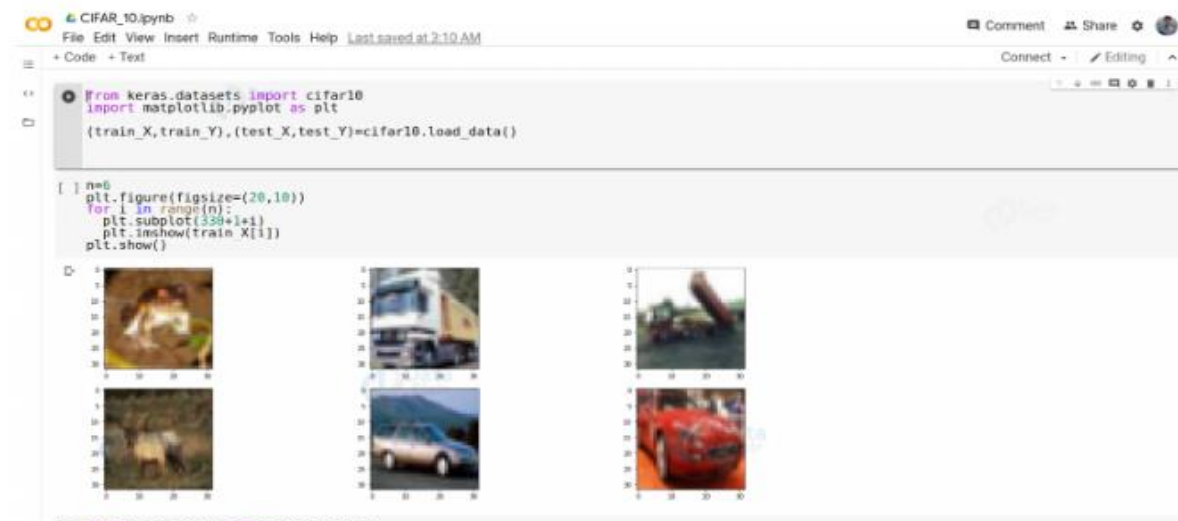 CIFAR_10.ipynb
Comment Share
File Edit View Insert Runtime Tools Help Last saved at 2:10 AM
+ Code + Text
Connect Editing
from keras.datasets import cifar10
import matplotlib.pyplot as plt
(train_X,train_Y),(test_X,test_Y)=cifar10.load_data()
[ ] n=6
plt.figure(figsize=(20,10))
for i in range(n):
plt.subplot(330+1+i)
plt.imshow(train_X[i])
plt.show()